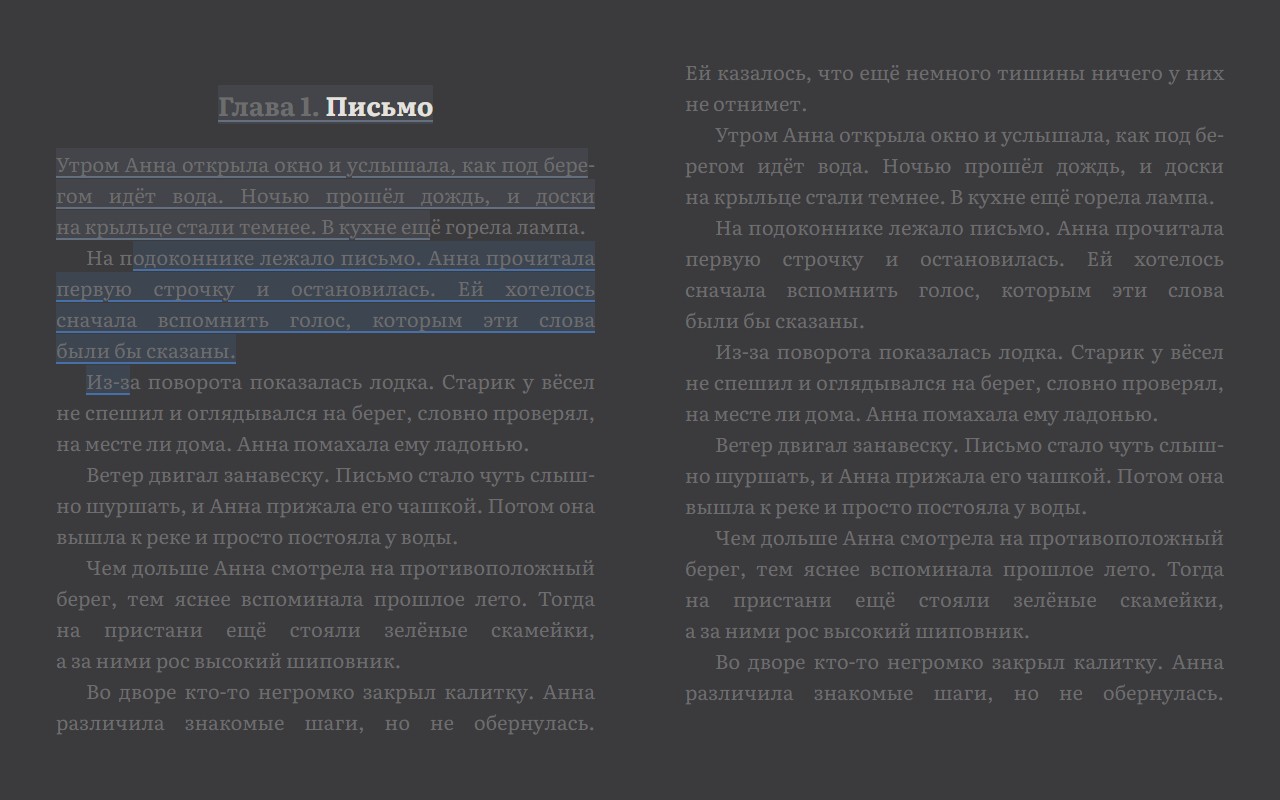 Глава 1. Письмо
Утром Анна открыла окно и услышала, как под бере-
гом идёт вода. Ночью прошёл дождь, и доски
на крыльце стали темнее. В кухне ещё горела лампа.
На подоконнике лежало письмо. Анна прочитала
первую строчку и остановилась. Ей хотелось
сначала вспомнить голос, которым эти слова
были бы сказаны.
Из-за поворота показалась лодка. Старик у вёсел
не спешил и оглядывался на берег, словно проверял,
на месте ли дома. Анна помахала ему ладонью.
Ветер двигал занавеску. Письмо стало чуть слыш-
но шуршать, и Анна прижала его чашкой. Потом она
вышла к реке и просто постояла у воды.
Чем дольше Анна смотрела на противоположный
берег, тем яснее вспоминала прошлое лето. Тогда
на пристани ещё стояли зелёные скамейки,
а за ними рос высокий шиповник.
Во дворе кто-то негромко закрыл калитку. Анна
различила знакомые шаги, но не обернулась.
Ей казалось, что ещё немного тишины ничего у них
не отнимет.
Утром Анна открыла окно и услышала, как под бе-
регом идёт вода. Ночью прошёл дождь, и доски
на крыльце стали темнее. В кухне ещё горела лампа.
На подоконнике лежало письмо. Анна прочитала
первую строчку и остановилась. Ей хотелось
сначала вспомнить голос, которым эти слова
были бы сказаны.
Из-за поворота показалась лодка. Старик у вёсел
не спешил и оглядывался на берег, словно проверял,
на месте ли дома. Анна помахала ему ладонью.
Ветер двигал занавеску. Письмо стало чуть слыш-
но шуршать, и Анна прижала его чашкой. Потом она
вышла к реке и просто постояла у воды.
Чем дольше Анна смотрела на противоположный
берег, тем яснее вспоминала прошлое лето. Тогда
на пристани ещё стояли зелёные скамейки,
а за ними рос высокий шиповник.
Во дворе кто-то негромко закрыл калитку. Анна
различила знакомые шаги, но не обернулась.